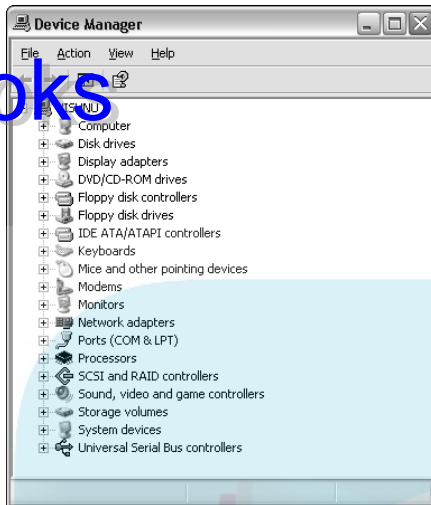 Device Manager
File Action View Help
oks
VISHNU
Computer
Disk drives
Display adapters
DVD/CD-ROM drives
Floppy disk controllers
Floppy disk drives
IDE ATA/ATAPI controllers
Keyboards
Mice and other pointing devices
Modems
Monitors
Network adapters
Ports (COM & LPT)
Processors
SCSI and RAID controllers
Sound, video and game controllers
Storage volumes
System devices
Universal Serial Bus controllers